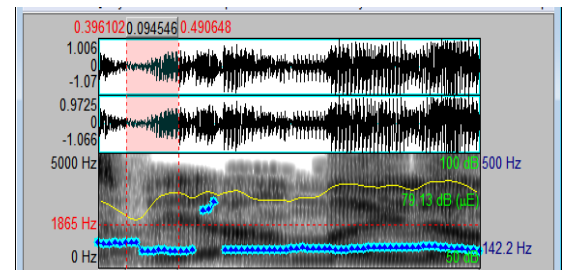 0.396102 0.094546 0.490648
1.006
0
-1.07
0.9725
0
-1.066
5000 Hz 100 dB 500 Hz
79.13 dB (µE)
1865 Hz
142.2 Hz
0 Hz 50 dB